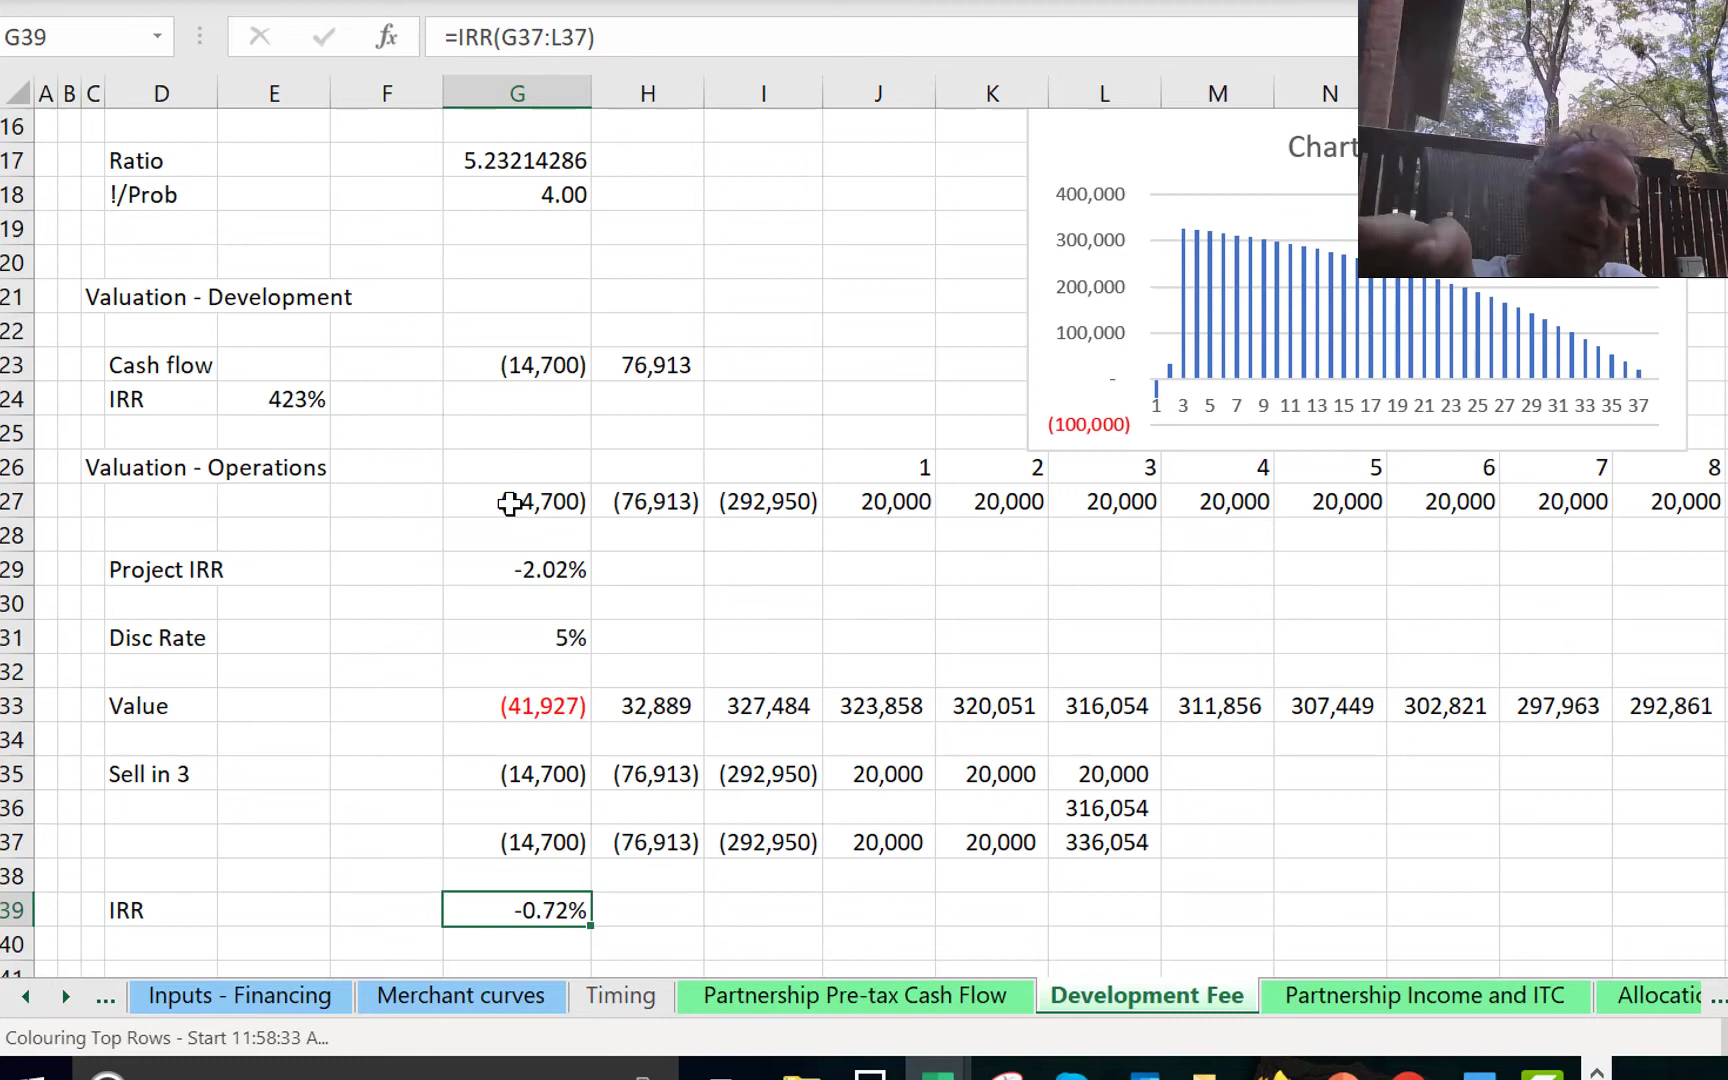 G39 fx =IRR(G37:L37)
A B C D E F G H I J K L M N
16
17 Ratio 5.23214286
18 !/Prob 4.00
19
20
21 Valuation - Development
22
23 Cash flow (14,700) 76,913
24 IRR 423%
25
26 Valuation - Operations 1 2 3 4 5 6 7 8
27 4,700) (76,913) (292,950) 20,000 20,000 20,000 20,000 20,000 20,000 20,000 20,000
28
29 Project IRR -2.02%
30
31 Disc Rate 5%
32
33 Value (41,927) 32,889 327,484 323,858 320,051 316,054 311,856 307,449 302,821 297,963 292,861
34
35 Sell in 3 (14,700) (76,913) (292,950) 20,000 20,000 20,000
36 316,054
37 (14,700) (76,913) (292,950) 20,000 20,000 336,054
38
39 IRR -0.72%
40
41
Chart
400,000
300,000
200,000
100,000
-
(100,000)
1 3 5 7 9 11 13 15 17 19 21 23 25 27 29 31 33 35 37
... Inputs - Financing Merchant curves Timing Partnership Pre-tax Cash Flow Development Fee Partnership Income and ITC Allocatic ...
Colouring Top Rows - Start 11:58:33 A...